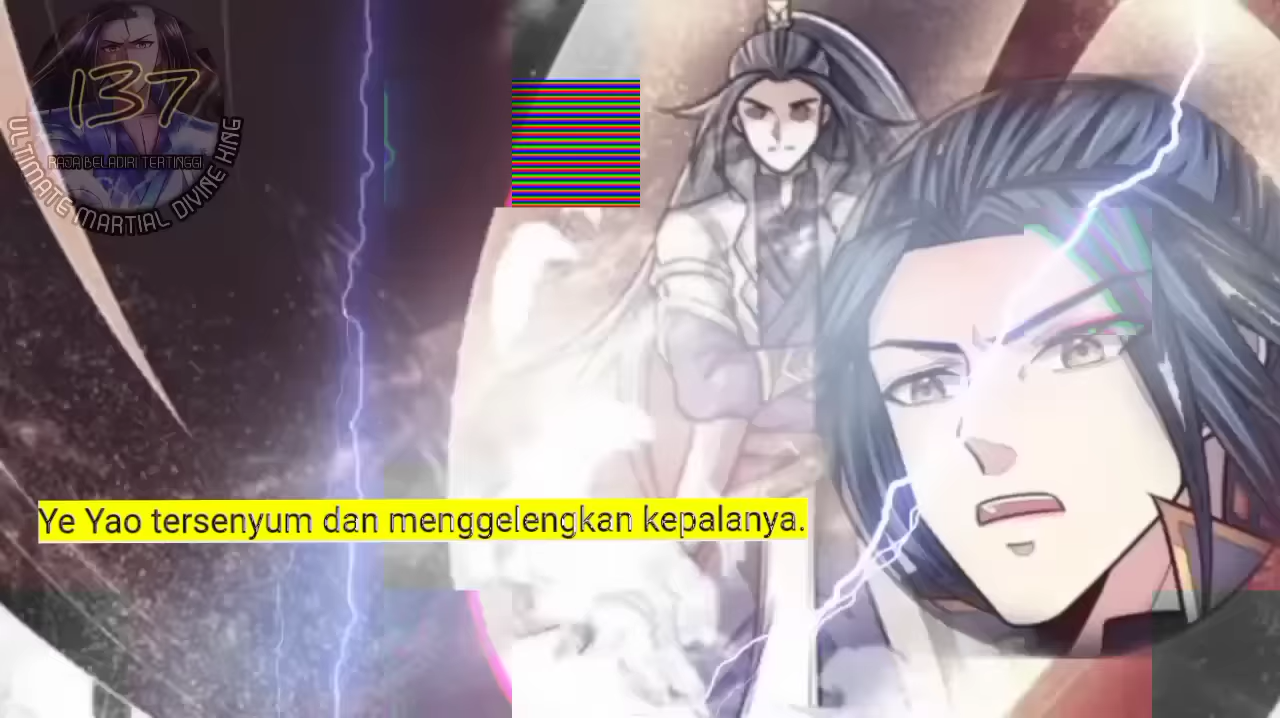 137
RAJA BELADIRI TERTINGGI
ULTIMATE MARTIAL DIVINE KING
Ye Yao tersenyum dan menggelengkan kepalanya.